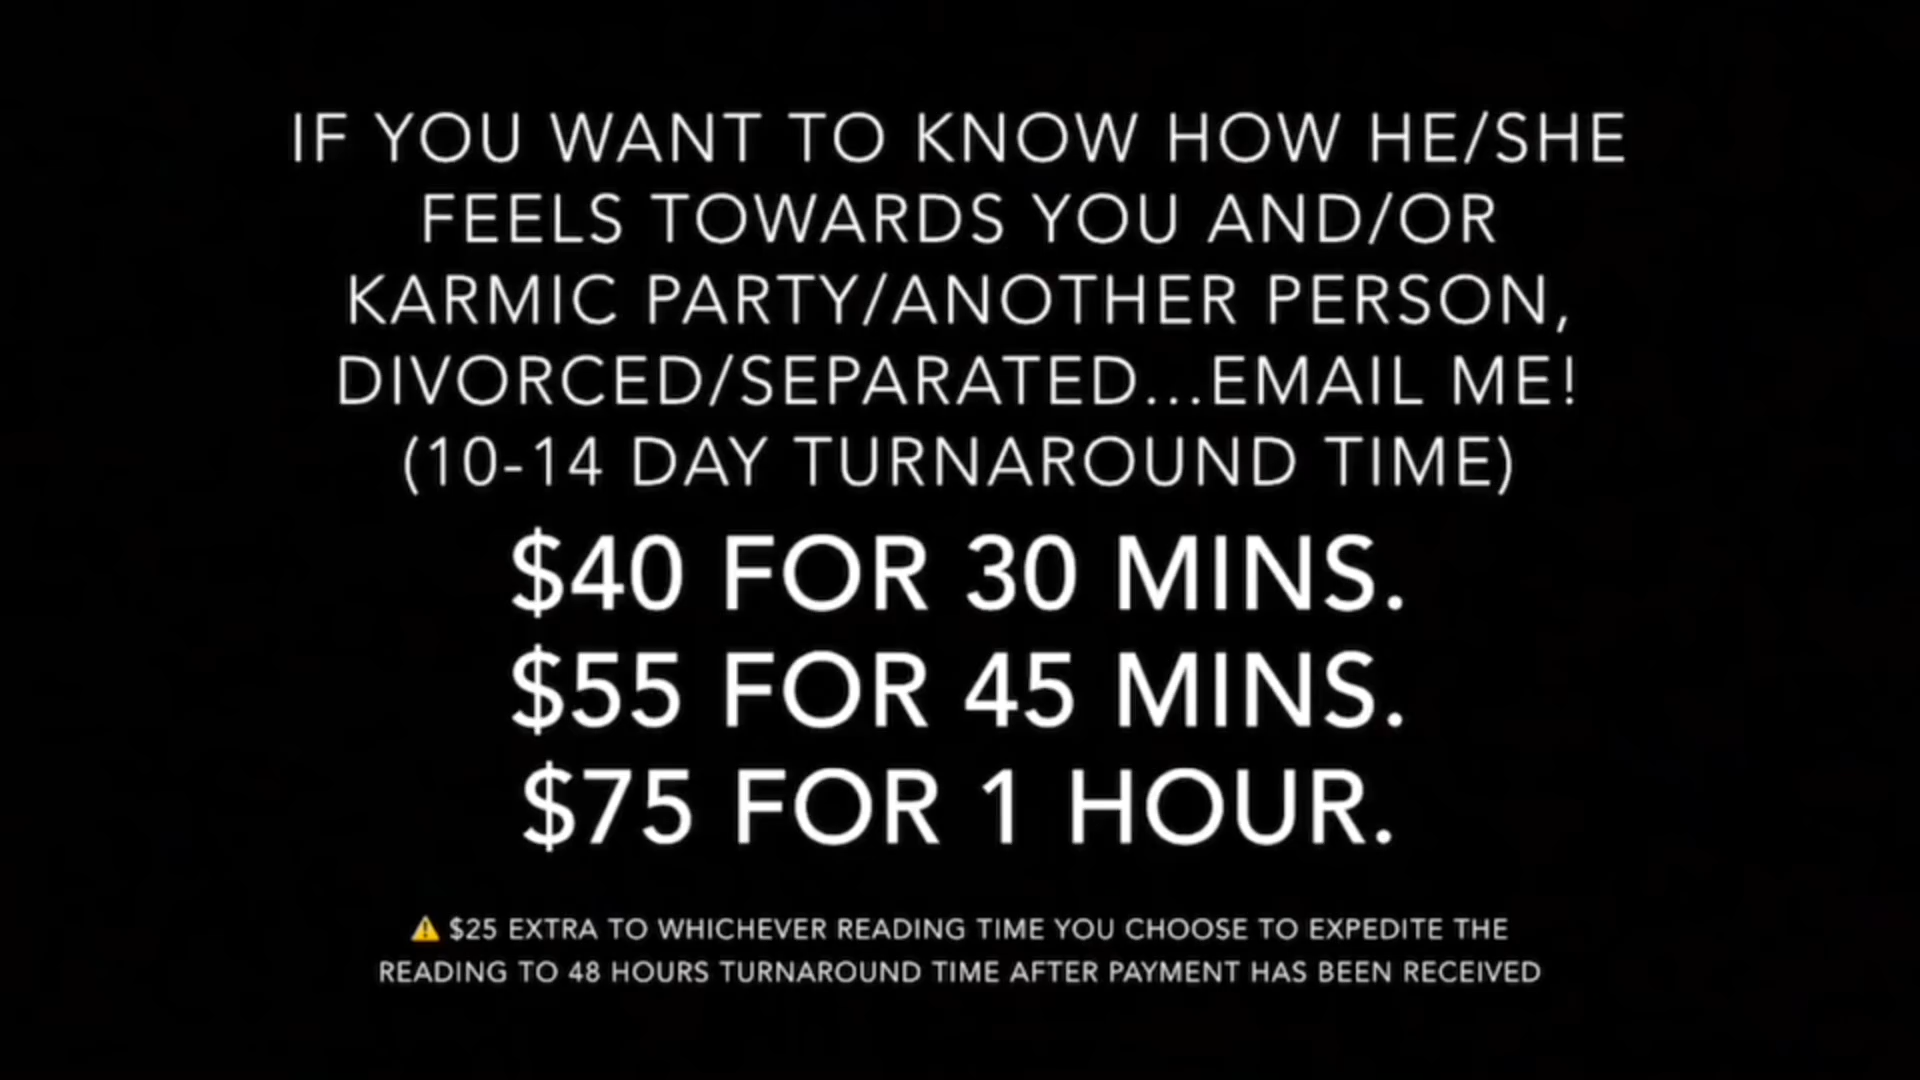 IF YOU WANT TO KNOW HOW HE/SHE
FEELS TOWARDS YOU AND/OR
KARMIC PARTY/ANOTHER PERSON,
DIVORCED/SEPARATED...EMAIL ME!
(10-14 DAY TURNAROUND TIME)
$40 FOR 30 MINS.
$55 FOR 45 MINS.
$75 FOR 1 HOUR.
⚠️ $25 EXTRA TO WHICHEVER READING TIME YOU CHOOSE TO EXPEDITE THE
READING TO 48 HOURS TURNAROUND TIME AFTER PAYMENT HAS BEEN RECEIVED